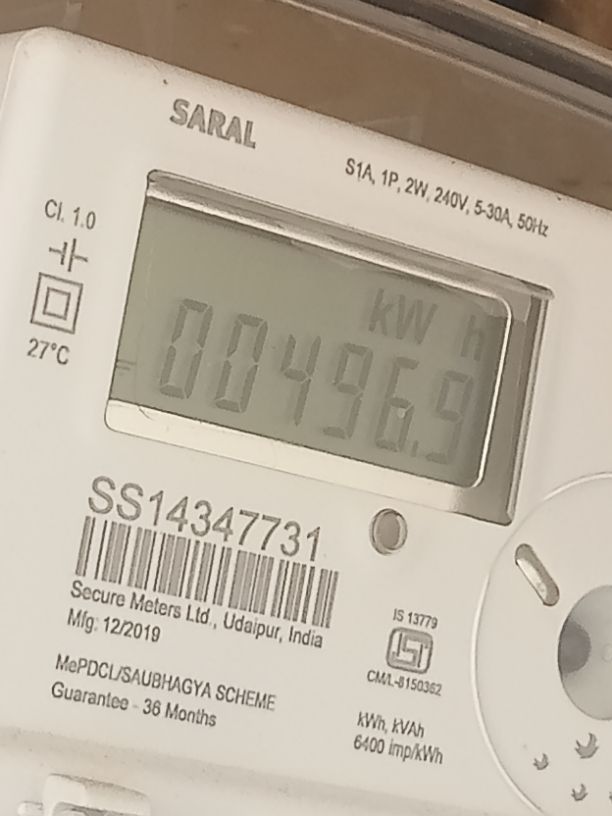 SARAL
S1A, 1P, 2W, 240V, 5-30A, 50Hz
Cl. 1.0
27°C
kW h
00496.9
SS14347731
Secure Meters Ltd., Udaipur, India
Mfg: 12/2019
MePDCL/SAUBHAGYA SCHEME
Guarantee - 36 Months
IS 13779
ISI
CM/L-8150362
kWh, kVAh
6400 imp/kWh